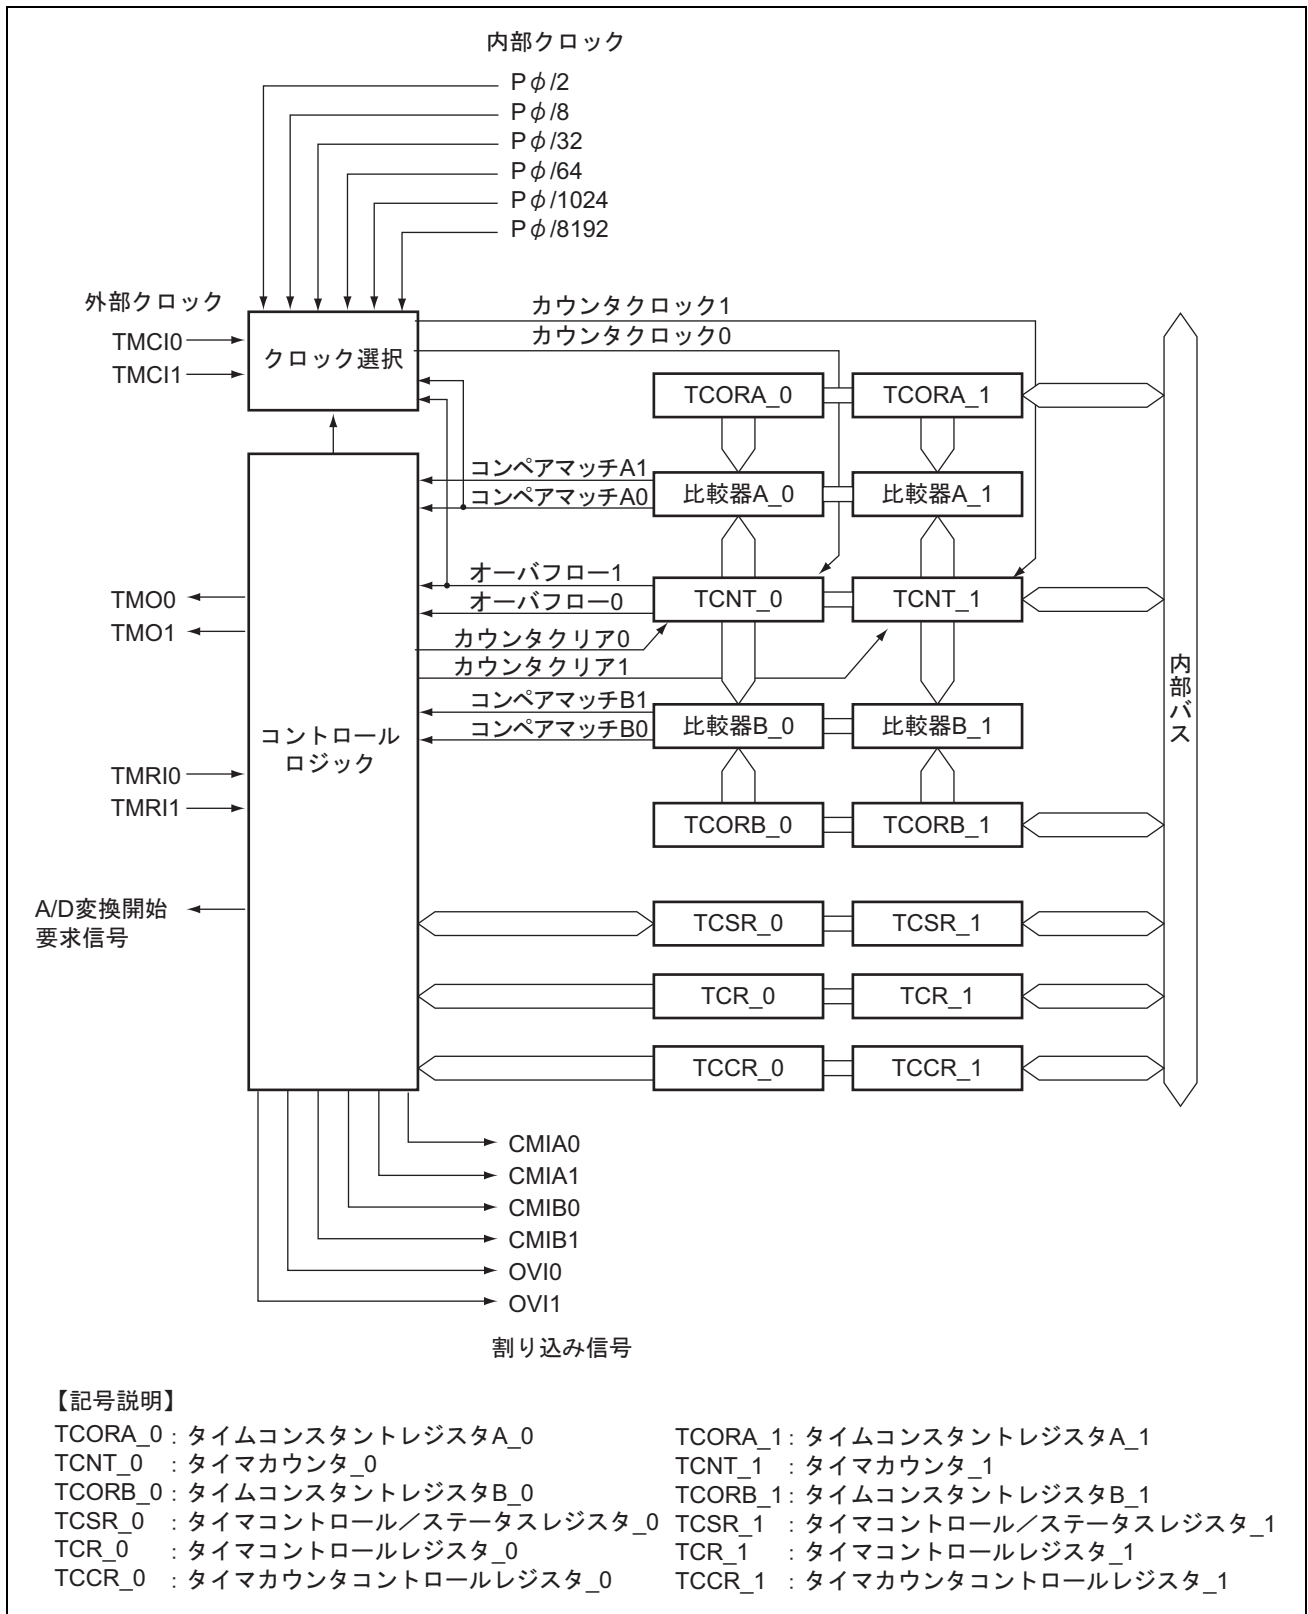 内部クロック
Pφ/2
Pφ/8
Pφ/32
Pφ/64
Pφ/1024
Pφ/8192
外部クロック
TMCI0
TMCI1
クロック選択
カウンタクロック1
カウンタクロック0
TCORA_0
TCORA_1
コンペアマッチA1
コンペアマッチA0
比較器A_0
比較器A_1
オーバフロー1
オーバフロー0
TCNT_0
TCNT_1
TMO0
TMO1
カウンタクリア0
カウンタクリア1
コンペアマッチB1
コンペアマッチB0
比較器B_0
比較器B_1
内部バス
コントロール
ロジック
TMRI0
TMRI1
TCORB_0
TCORB_1
A/D変換開始
要求信号
TCSR_0
TCSR_1
TCR_0
TCR_1
TCCR_0
TCCR_1
CMIA0
CMIA1
CMIB0
CMIB1
OVI0
OVI1
割り込み信号
【記号説明】
TCORA_0 : タイムコンスタントレジスタA_0
TCNT_0 : タイマカウンタ_0
TCORB_0 : タイムコンスタントレジスタB_0
TCSR_0 : タイマコントロール／ステータスレジスタ_0
TCR_0 : タイマコントロールレジスタ_0
TCCR_0 : タイマカウンタコントロールレジスタ_0
TCORA_1 : タイムコンスタントレジスタA_1
TCNT_1 : タイマカウンタ_1
TCORB_1 : タイムコンスタントレジスタB_1
TCSR_1 : タイマコントロール／ステータスレジスタ_1
TCR_1 : タイマコントロールレジスタ_1
TCCR_1 : タイマカウンタコントロールレジスタ_1